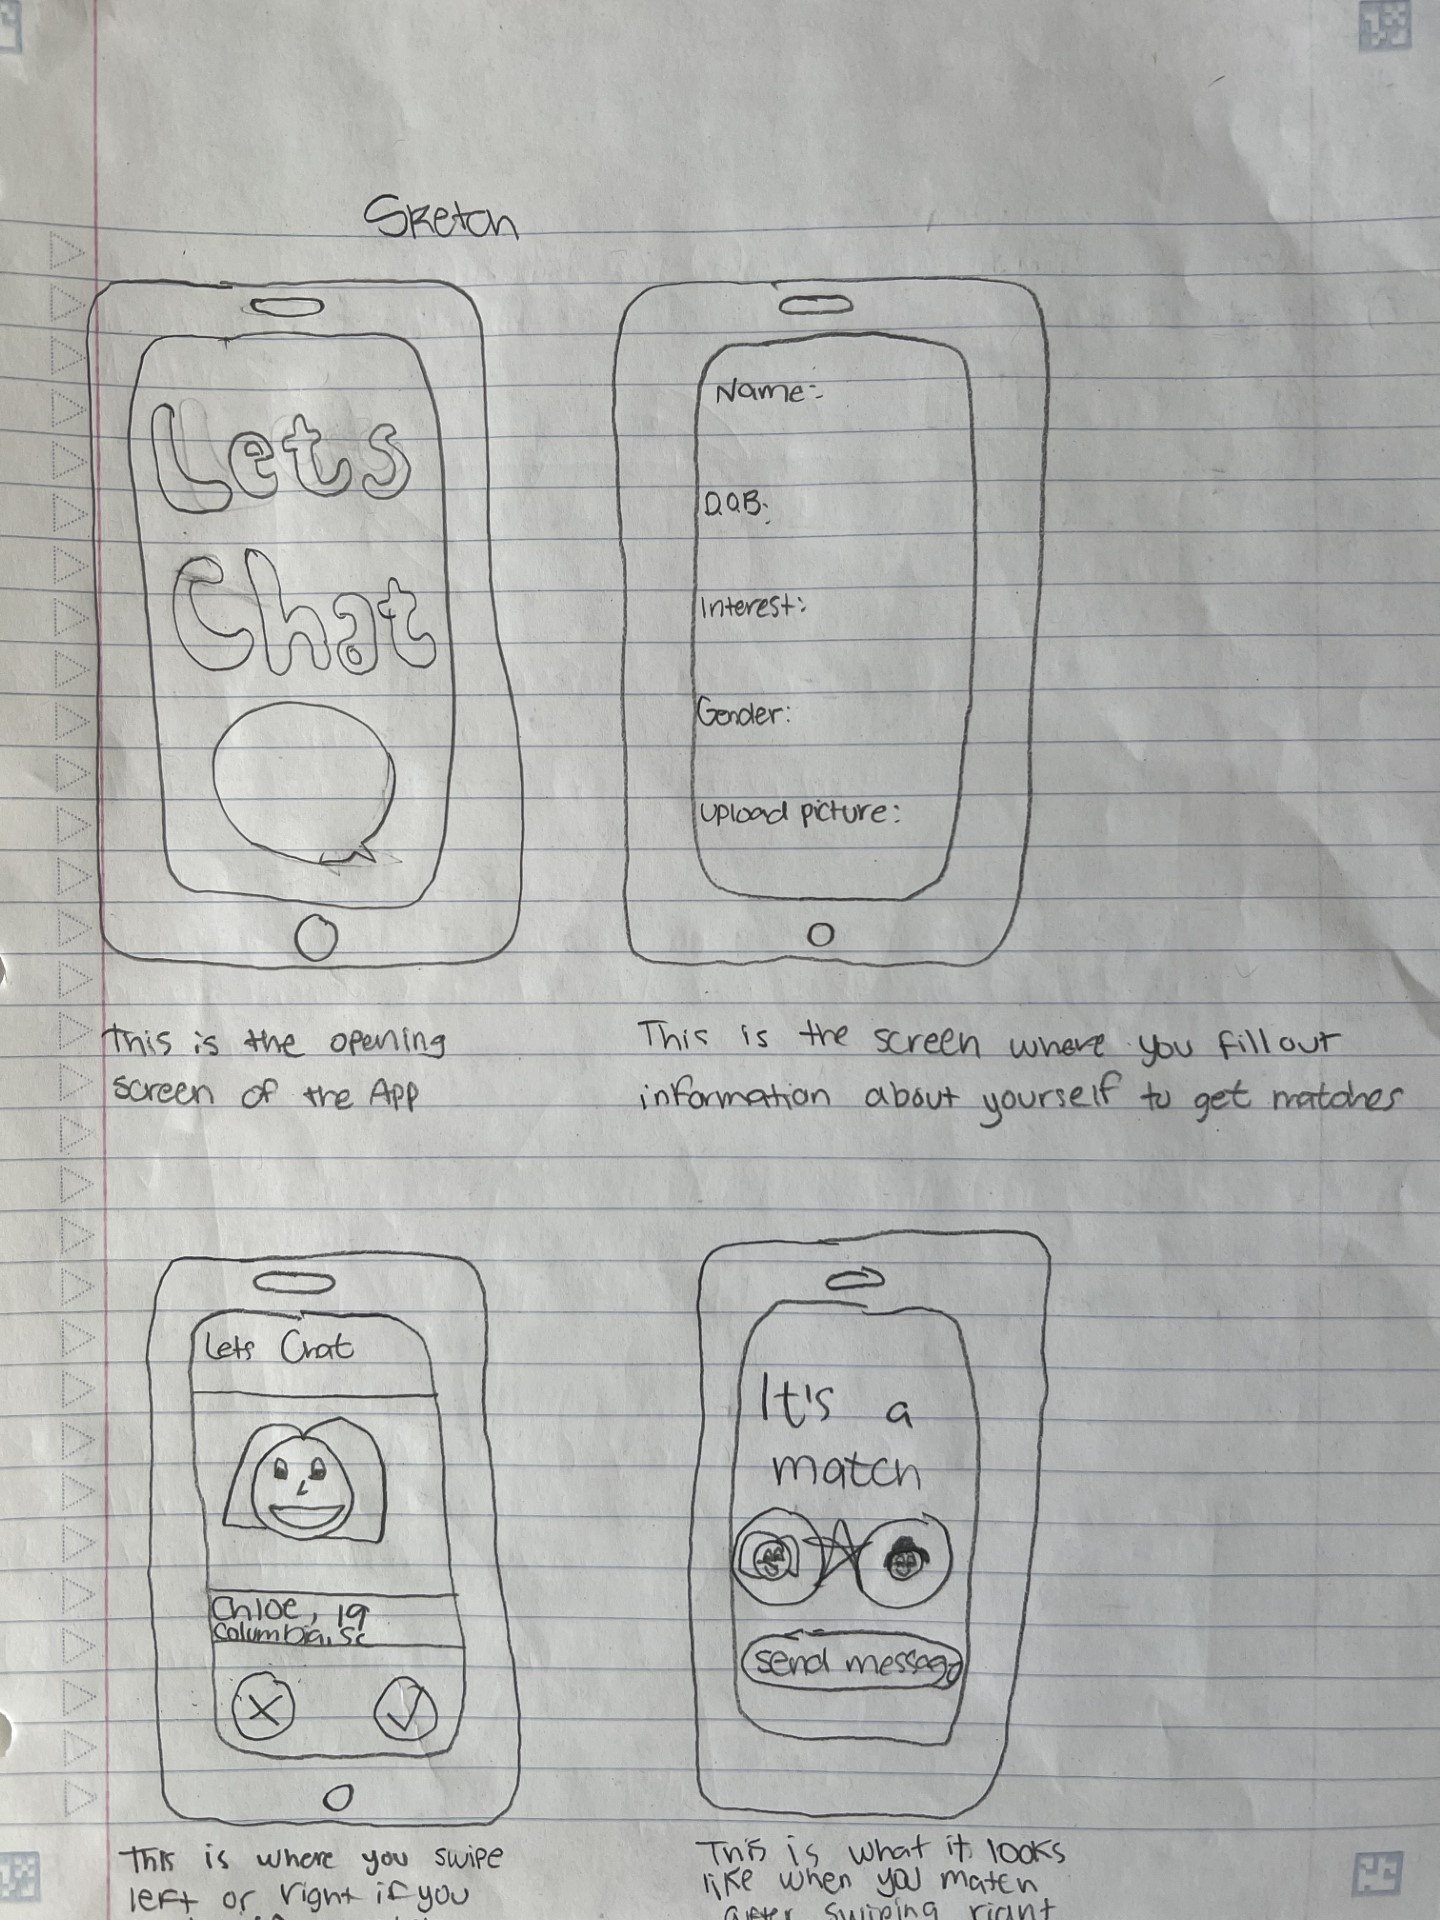 Sketch
Lets
Chat
This is the opening
screen of the App
Name:
D.O.B:
Interest:
Gender:
Upload picture:
This is the screen where you fill out
information about yourself to get matches
Lets Chat
Chloe, 19
Columbia, SC
This is where you swipe
left or right if you
It's a
match
send message
This is what it looks
like when you match
after swiping right